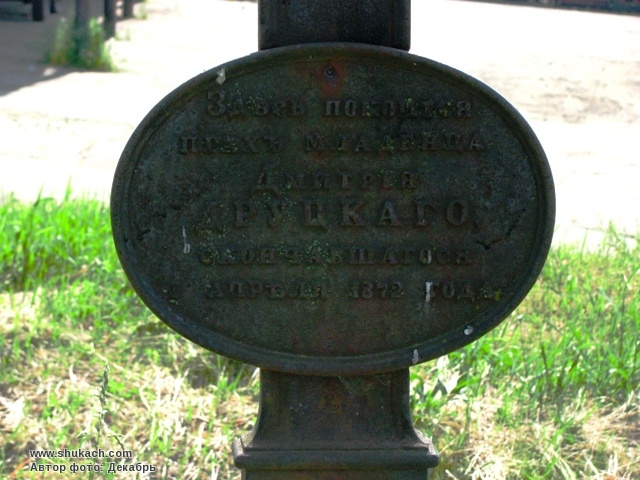 Здѣсь покоится
прахъ младенца
Дмитрія
ДРУЦКАГО
скончавшагося
апрѣля 1872 года
www.shukach.com
Автор фото: Декабрь